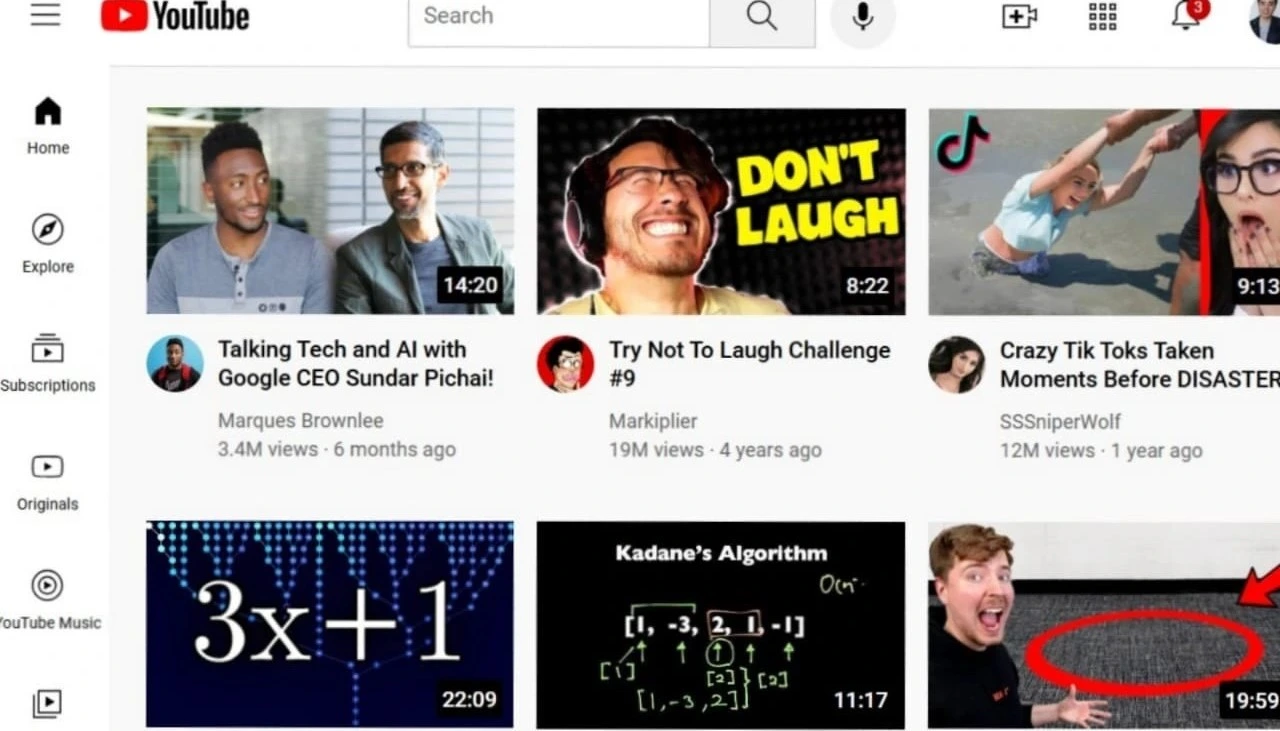 YouTube
Search
3
Home
Explore
Subscriptions
Originals
YouTube Music
14:20
DON'T
LAUGH
8:22
9:13
Talking Tech and AI with
Google CEO Sundar Pichai!
Marques Brownlee
3.4M views · 6 months ago
Try Not To Laugh Challenge
#9
Markiplier
19M views · 4 years ago
Crazy Tik Toks Taken
Moments Before DISASTER
SSSniperWolf
12M views · 1 year ago
3x+1
22:09
Kadane's Algorithm
[1, -3, 2, 1, -1]
[1]
[2]
[2]
[1,-3,2]
11:17
19:59